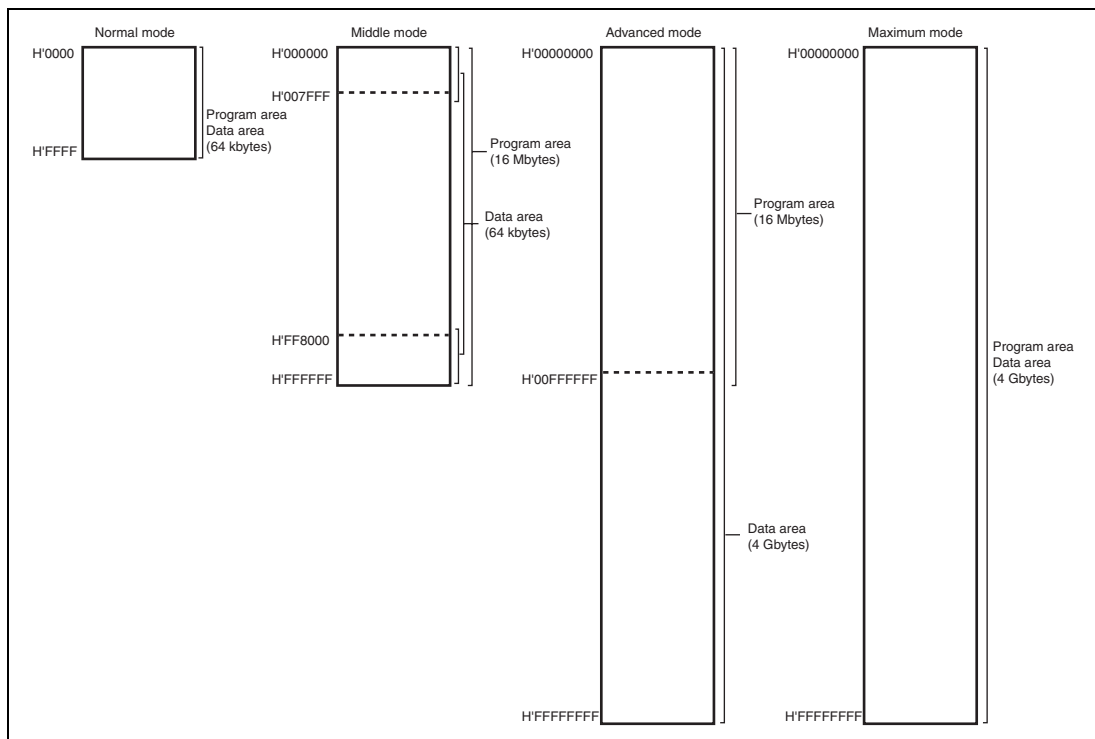 Normal mode
H'0000
H'FFFF
Program area
Data area
(64 kbytes)
Middle mode
H'000000
H'007FFF
H'FF8000
H'FFFFFF
Program area
(16 Mbytes)
Data area
(64 kbytes)
Advanced mode
H'00000000
H'00FFFFFF
H'FFFFFFFF
Program area
(16 Mbytes)
Data area
(4 Gbytes)
Maximum mode
H'00000000
H'FFFFFFFF
Program area
Data area
(4 Gbytes)